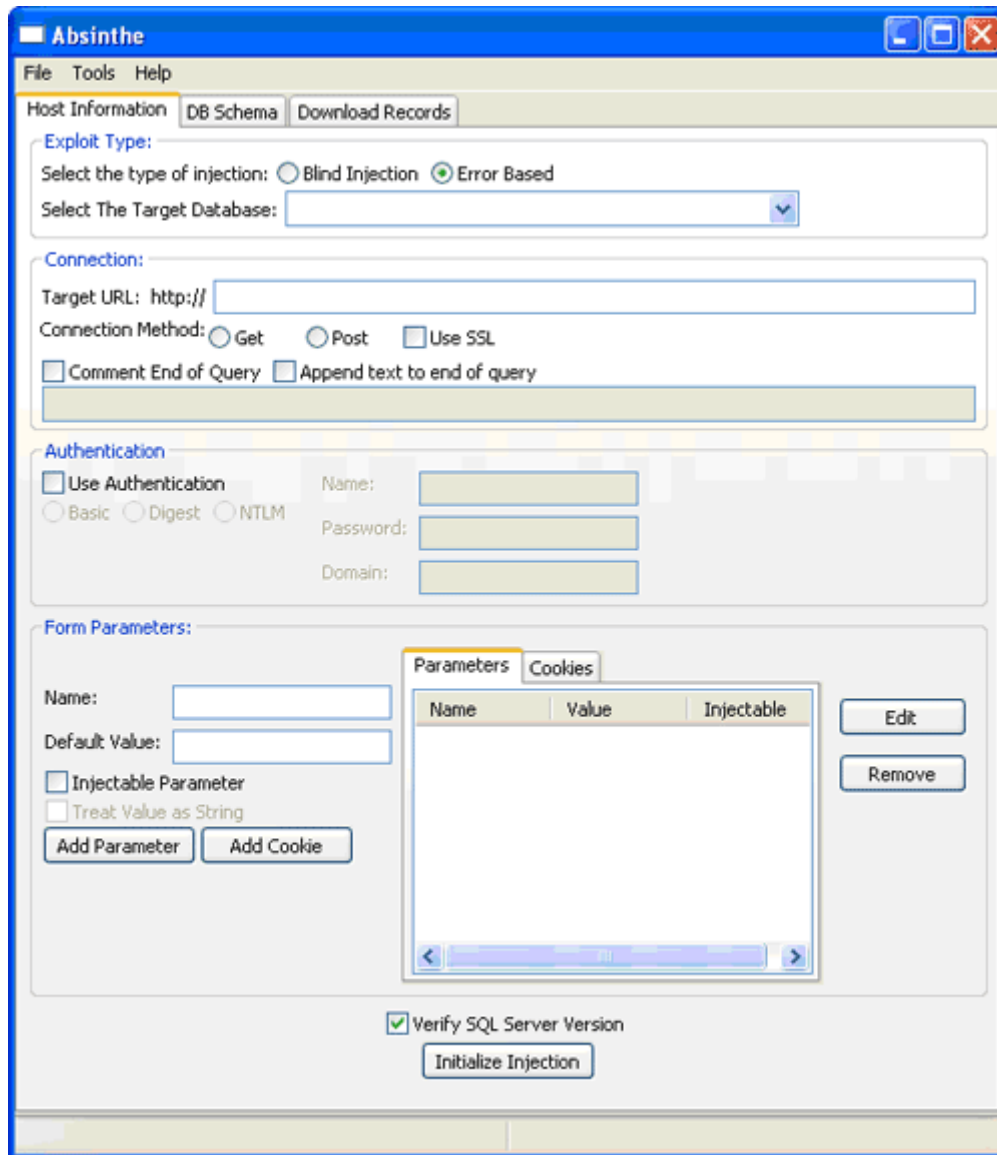 Absinthe
File Tools Help
Host Information DB Schema Download Records
Exploit Type:
Select the type of injection: Blind Injection Error Based
Select The Target Database:
Connection:
Target URL: http://
Connection Method: Get Post Use SSL
Comment End of Query Append text to end of query
Authentication
Use Authentication Name:
Basic Digest NTLM
Password:
Domain:
Form Parameters:
Parameters Cookies
Name: Name Value Injectable Edit
Default Value:
Injectable Parameter Remove
Treat Value as String
Add Parameter Add Cookie
Verify SQL Server Version
Initialize Injection